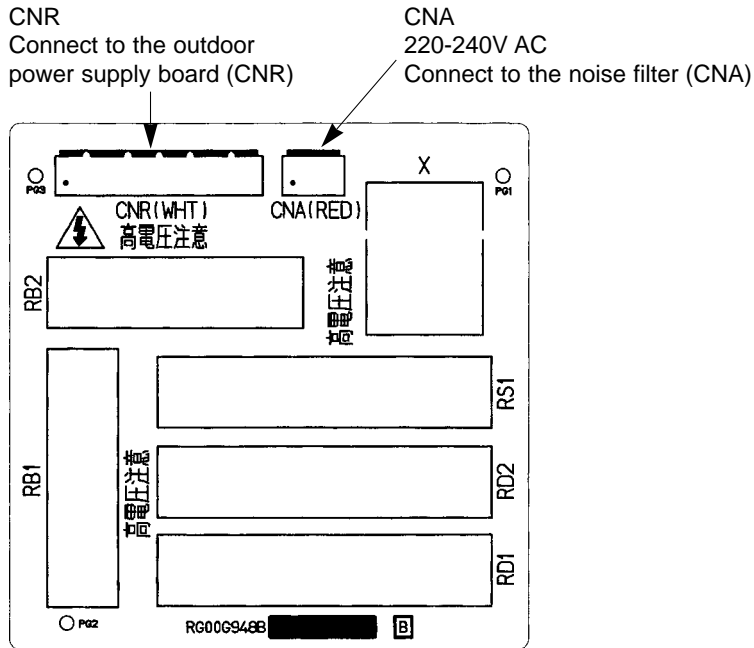 CNR
Connect to the outdoor
power supply board (CNR)
CNA
220-240V AC
Connect to the noise filter (CNA)
X
PG3
PG1
CNR(WHT)
CNA(RED)
高電圧注意
RB2
高電圧注意
RS1
RB1
高電圧注意
RD2
RD1
PG2
RG00G948B
B